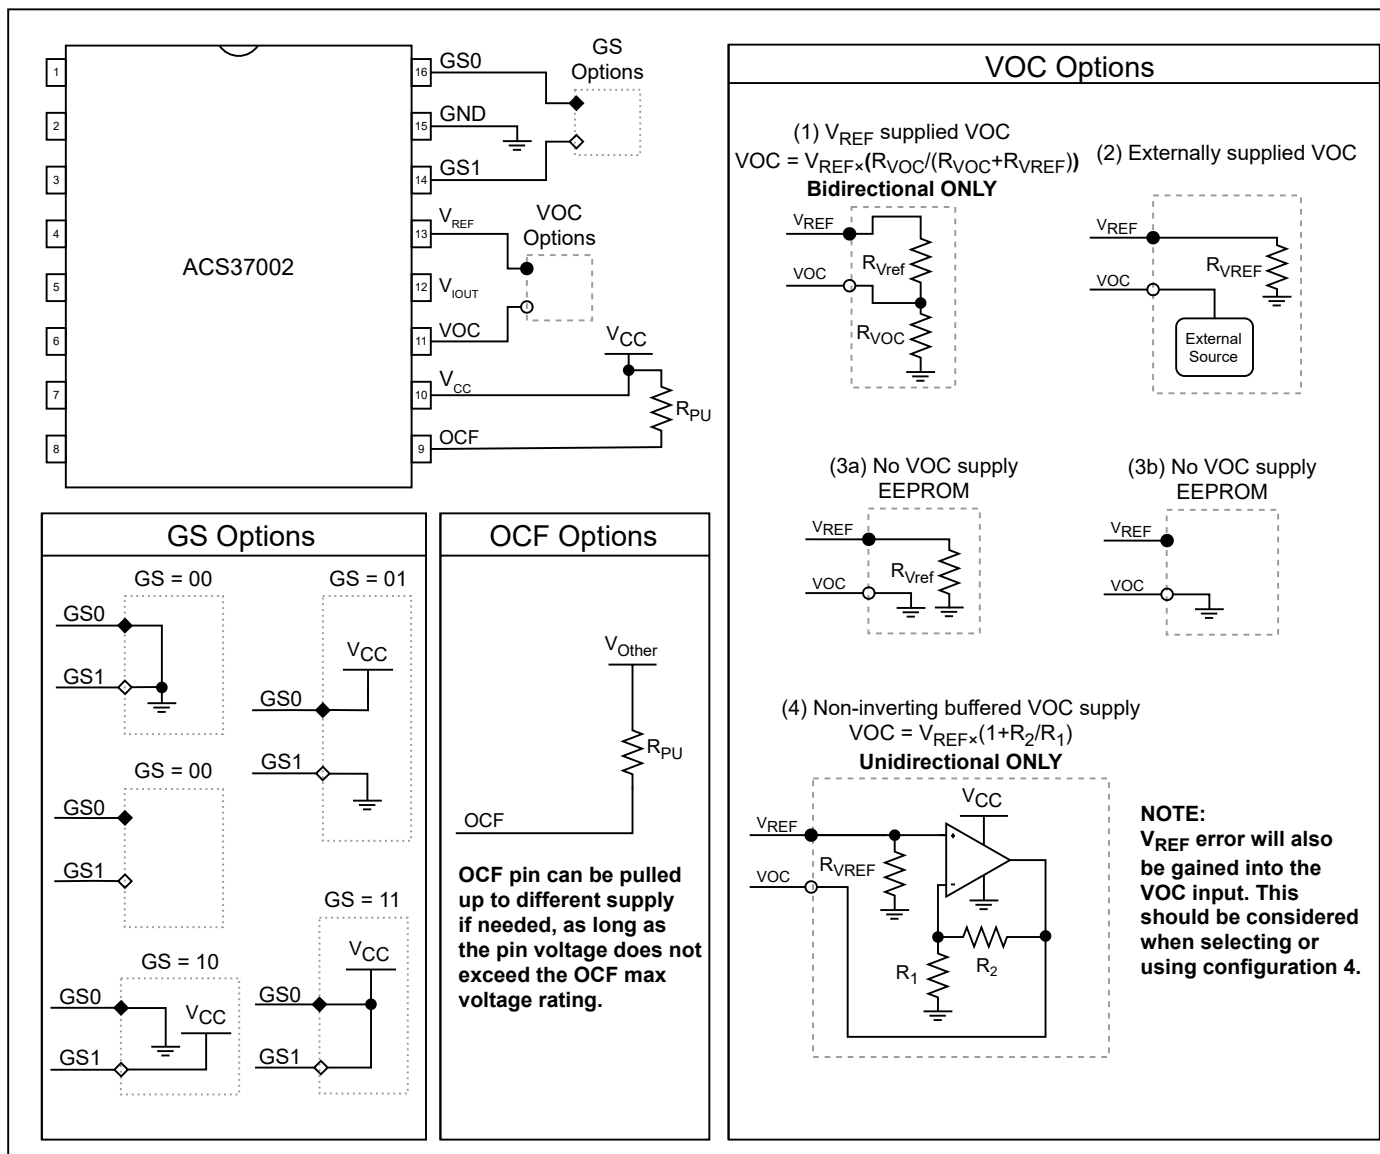 1
2
3
4
5
6
7
8
ACS37002
16
15
14
13
12
11
10
9
GS0
GND
GS1
VREF
VIOUT
VOC
VCC
OCF
GS
Options
VOC
Options
VCC
RPU
GS Options
GS = 00
GS0
GS1
GS = 01
VCC
GS0
GS1
GS = 00
GS0
GS1
GS = 11
VCC
GS0
GS1
GS = 10
GS0
VCC
GS1
OCF Options
VOther
RPU
OCF
OCF pin can be pulled
up to different supply
if needed, as long as
the pin voltage does not
exceed the OCF max
voltage rating.
VOC Options
(1) VREF supplied VOC
VOC = VREF×(RVOC/(RVOC+RVREF))
Bidirectional ONLY
VREF
RVref
VOC
RVOC
(2) Externally supplied VOC
VREF
RVREF
VOC
External
Source
(3a) No VOC supply
EEPROM
VREF
RVref
VOC
(3b) No VOC supply
EEPROM
VREF
VOC
(4) Non-inverting buffered VOC supply
VOC = VREF×(1+R2/R1)
Unidirectional ONLY
VCC
VREF
+
RVREF
VOC
-
R1
R2
NOTE:
VREF error will also
be gained into the
VOC input. This
should be considered
when selecting or
using configuration 4.